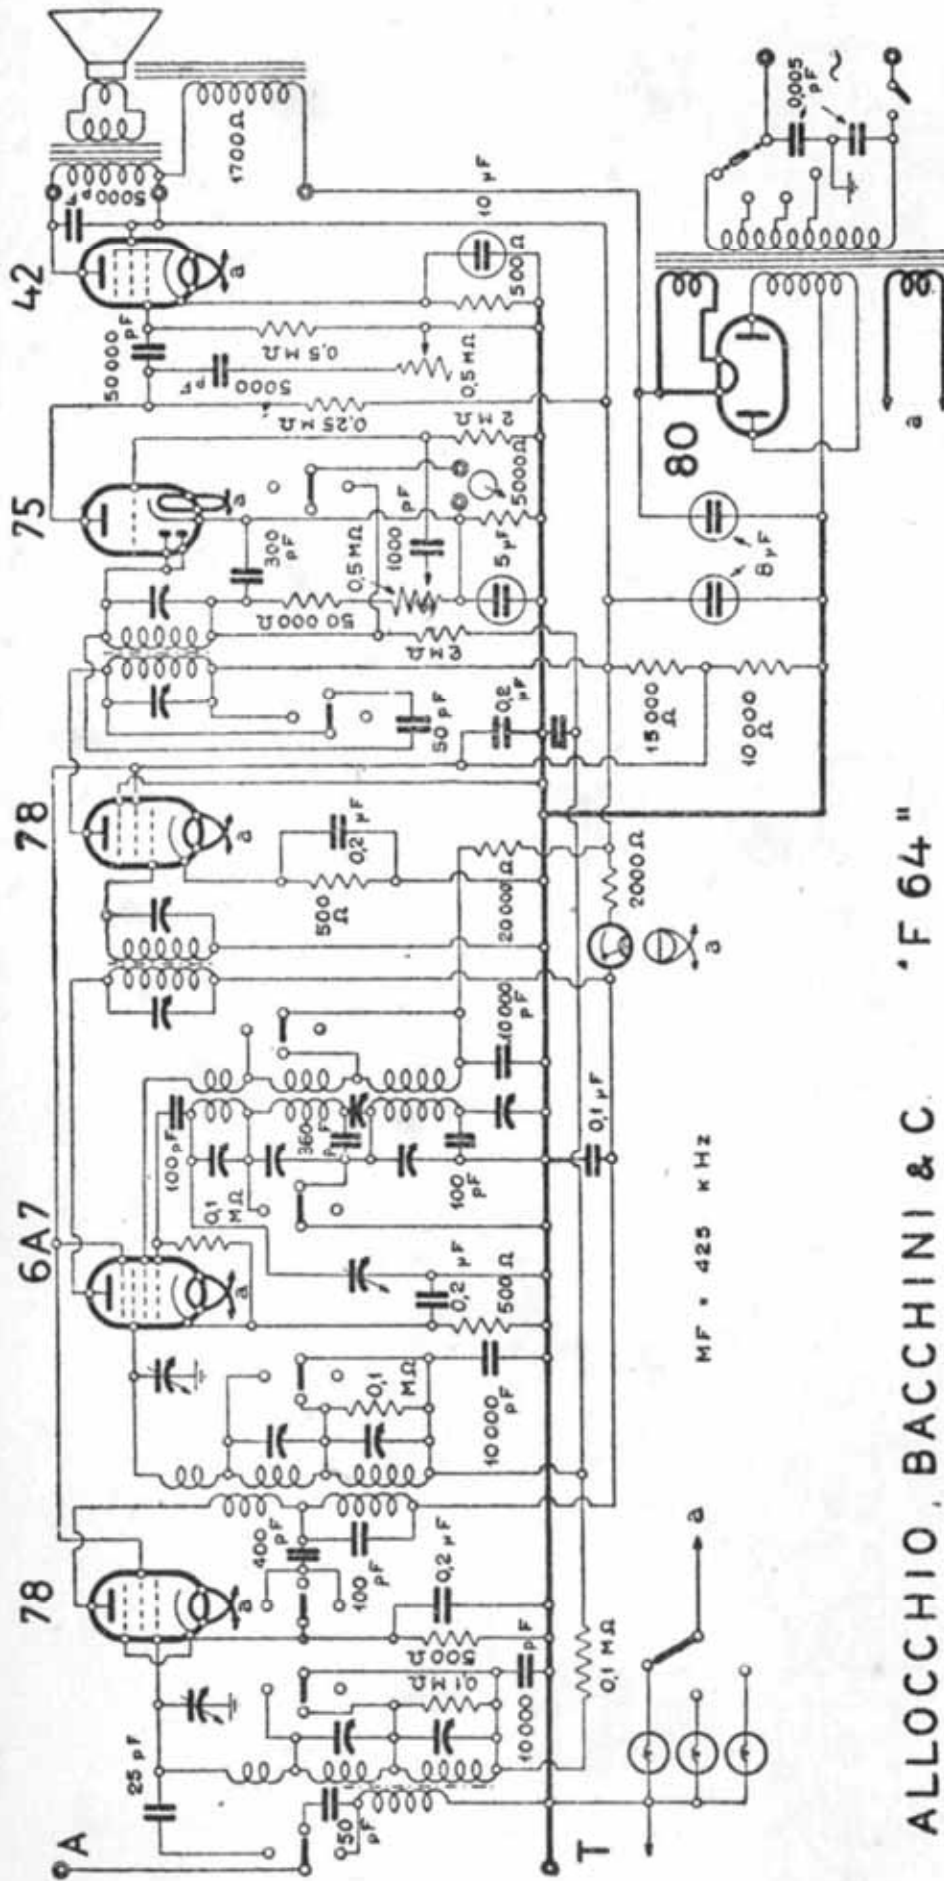 78
6A7
78
75
42
A
25 pF
50 pF
10000 pF
0,1 MΩ
500 Ω
0,2 µF
100 pF
400 pF
0,1 MΩ
10000 pF
0,1 MΩ
500 Ω
0,2 µF
0,1 MΩ
100 pF
360 pF
100 pF
10000 pF
0,1 µF
20000 Ω
500 Ω
0,2 µF
50 pF
0,2 µF
2 MΩ
50 000 Ω
300 pF
0,5 MΩ
1000 pF
5 µF
5000 Ω
2 MΩ
0,25 MΩ
5000 pF
50000 pF
0,5 MΩ
0,5 MΩ
500 Ω
10 µF
5000 pF
1700 Ω
T
a
a
a
a
a
a
a
a
2000 Ω
15 000 Ω
10 000 Ω
8 µF
80
0,005 pF
~
MF = 425 KHz
ALLOCCHIO, BACCHINI & C. "F 64"